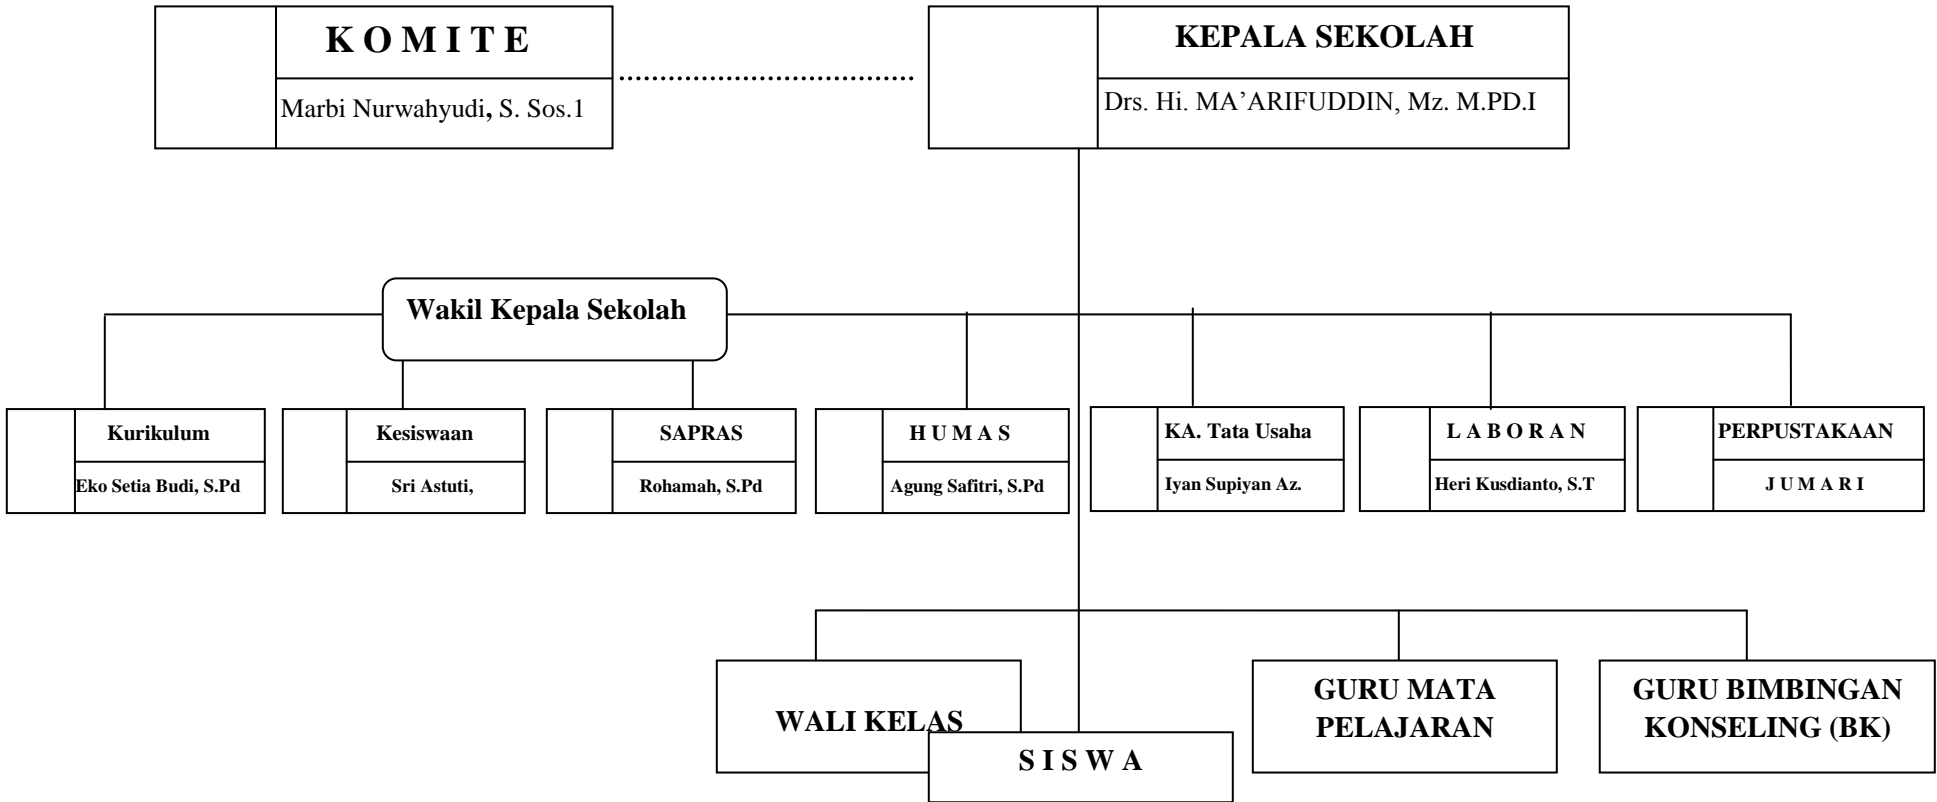 K O M I T E
Marbi Nurwahyudi, S. Sos.1
KEPALA SEKOLAH
Drs. Hi. MA’ARIFUDDIN, Mz. M.PD.I
Wakil Kepala Sekolah
Kurikulum
Eko Setia Budi, S.Pd
Kesiswaan
Sri Astuti,
SAPRAS
Rohamah, S.Pd
H U M A S
Agung Safitri, S.Pd
KA. Tata Usaha
Iyan Supiyan Az.
L A B O R A N
Heri Kusdianto, S.T
PERPUSTAKAAN
J U M A R I
WALI KELAS
S I S W A
GURU MATA
PELAJARAN
GURU BIMBINGAN
KONSELING (BK)